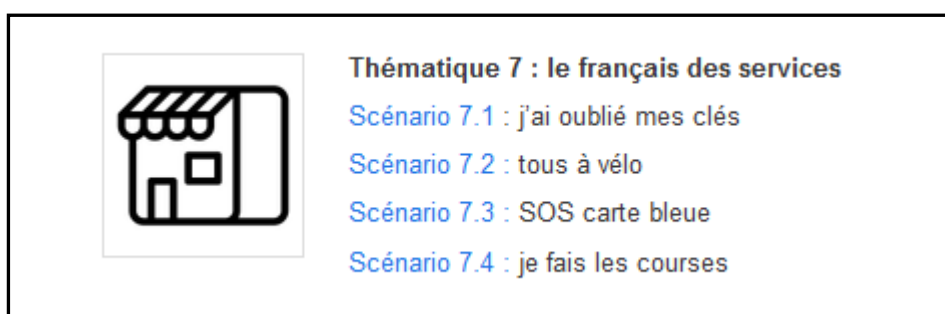 Thématique 7 : le français des services
Scénario 7.1 : j'ai oublié mes clés
Scénario 7.2 : tous à vélo
Scénario 7.3 : SOS carte bleue
Scénario 7.4 : je fais les courses